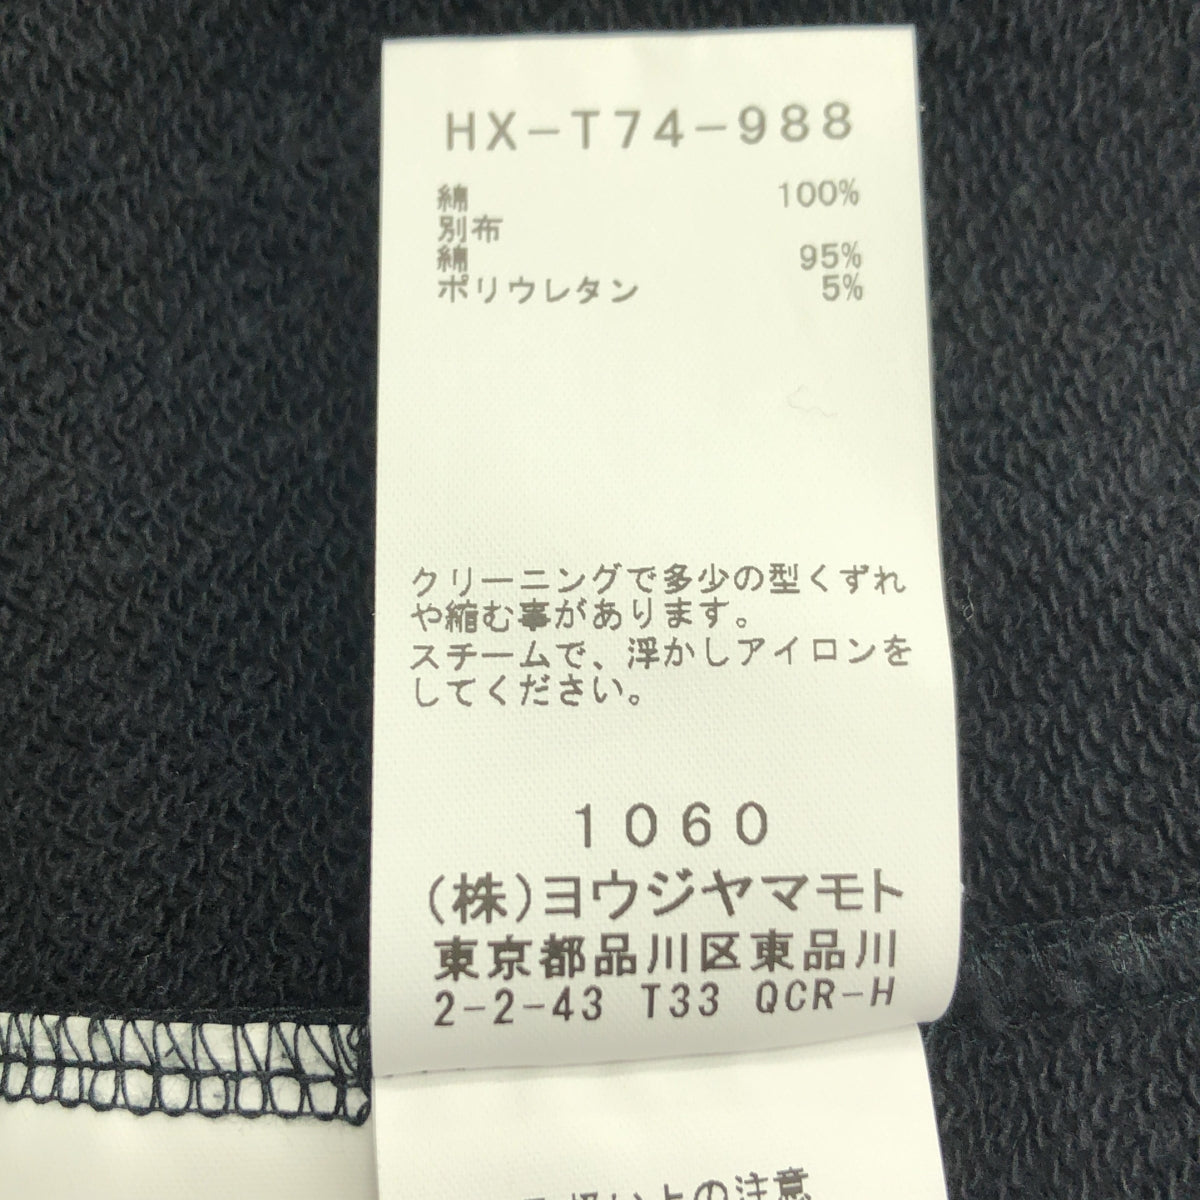 HX-T74-988
綿 100%
別布
綿 95%
ポリウレタン 5%
クリーニングで多少の型くずれ
や縮む事があります。
スチームで、浮かしアイロンを
してください。
1060
(株)ヨウジヤマモト
東京都品川区東品川
2-2-43 T33 QCR-H
上の注意